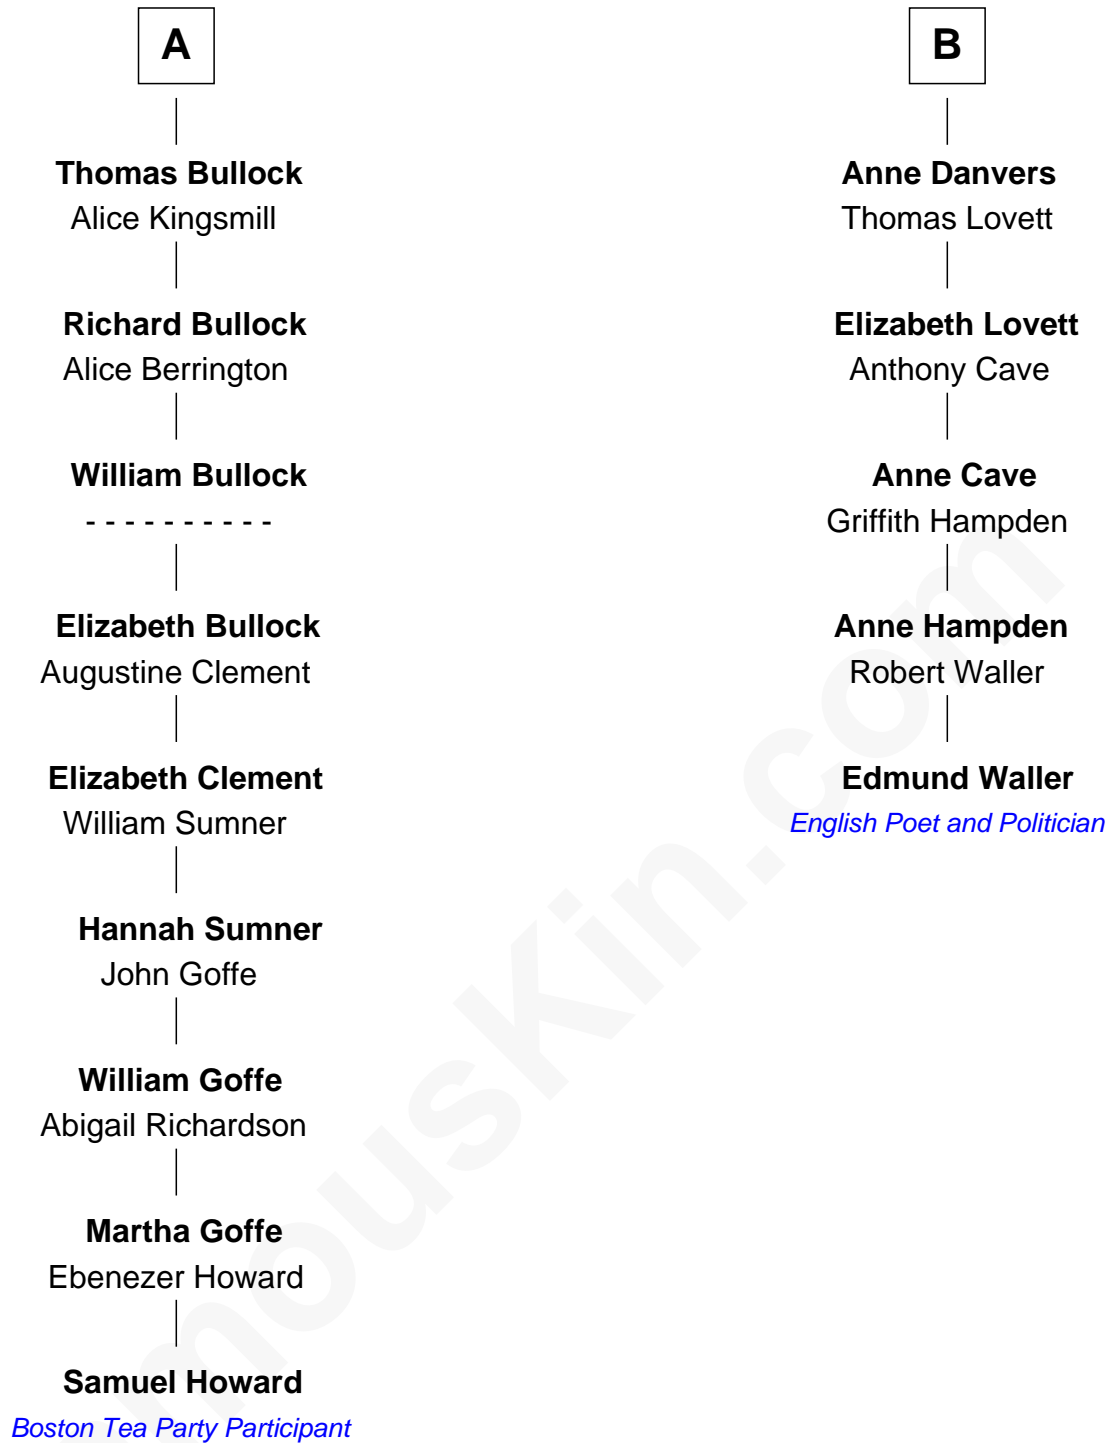 A
Thomas Bullock
Alice Kingsmill
Richard Bullock
Alice Berrington
William Bullock
- - - - - - - - - -
Elizabeth Bullock
Augustine Clement
Elizabeth Clement
William Sumner
Hannah Sumner
John Goffe
William Goffe
Abigail Richardson
Martha Goffe
Ebenezer Howard
Samuel Howard
Boston Tea Party Participant
B
Anne Danvers
Thomas Lovett
Elizabeth Lovett
Anthony Cave
Anne Cave
Griffith Hampden
Anne Hampden
Robert Waller
Edmund Waller
English Poet and Politician
mousKin.com